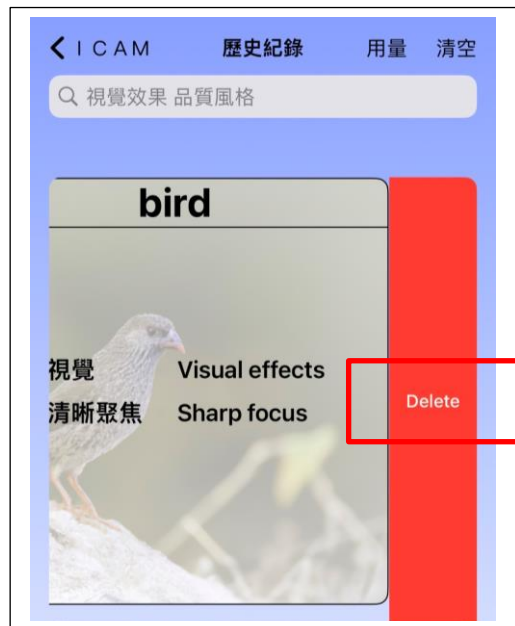 ICAM 歷史紀錄 用量 清空
視覺效果 品質風格
bird
視覺 Visual effects
清晰聚焦 Sharp focus
Delete